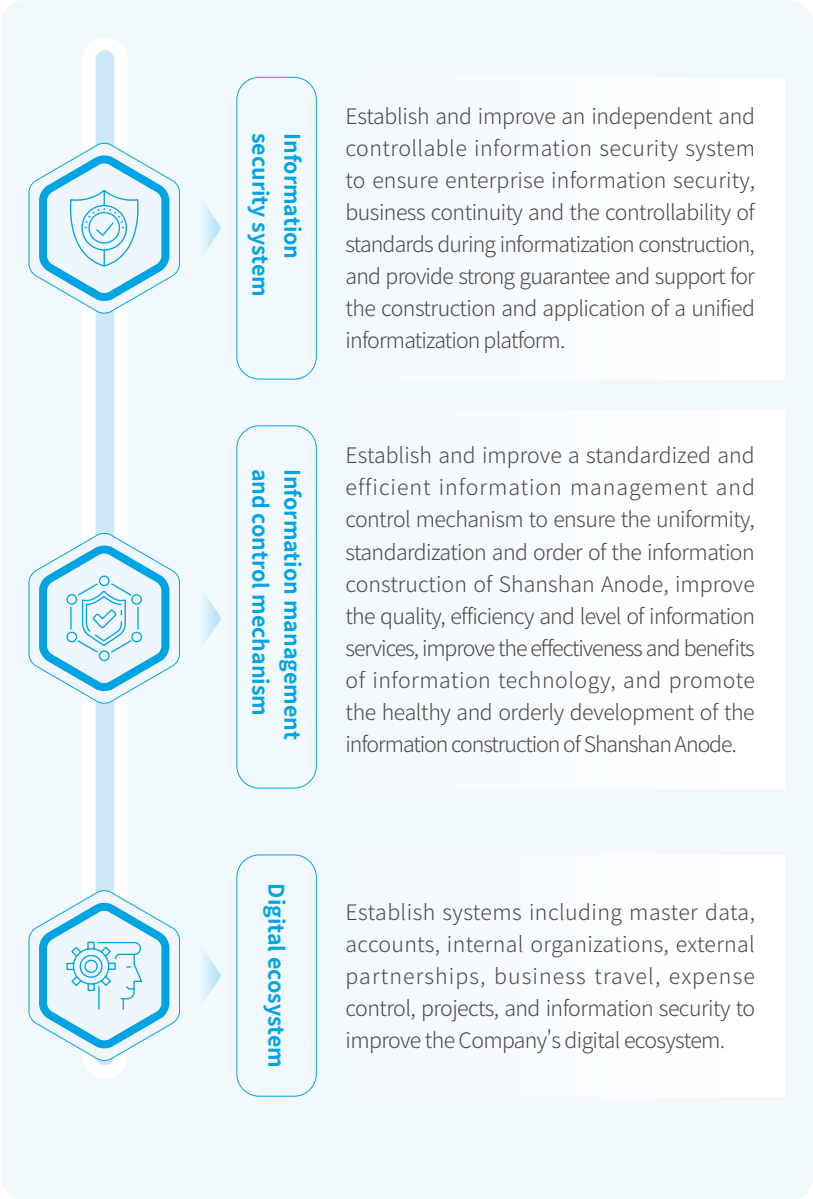 Information
security system
Establish and improve an independent and
controllable information security system
to ensure enterprise information security,
business continuity and the controllability of
standards during informatization construction,
and provide strong guarantee and support for
the construction and application of a unified
informatization platform.
Information management
and control mechanism
Establish and improve a standardized and
efficient information management and
control mechanism to ensure the uniformity,
standardization and order of the information
construction of Shanshan Anode, improve
the quality, efficiency and level of information
services, improve the effectiveness and benefits
of information technology, and promote
the healthy and orderly development of the
information construction of Shanshan Anode.
Digital ecosystem
Establish systems including master data,
accounts, internal organizations, external
partnerships, business travel, expense
control, projects, and information security to
improve the Company's digital ecosystem.